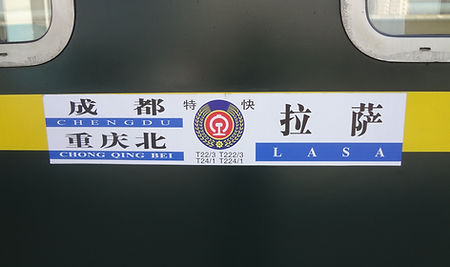 成都
CHENGDU
重庆北
CHONG QING BEI
特 快
T22/3 T222/3
T24/1 T224/1
拉萨
LASA